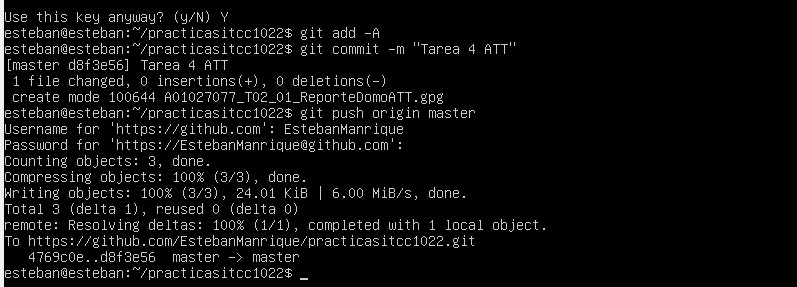 Use this key anyway? (y/N) Y
esteban@esteban:~/practicasitcc1022$ git add -A
esteban@esteban:~/practicasitcc1022$ git commit -m "Tarea 4 ATT"
[master d8f3e56] Tarea 4 ATT
 1 file changed, 0 insertions(+), 0 deletions(-)
 create mode 100644 A01027077_T02_01_ReporteDomoATT.gpg
esteban@esteban:~/practicasitcc1022$ git push origin master
Username for 'https://github.com': EstebanManrique
Password for 'https://EstebanManrique@github.com':
Counting objects: 3, done.
Compressing objects: 100% (3/3), done.
Writing objects: 100% (3/3), 24.01 KiB | 6.00 MiB/s, done.
Total 3 (delta 1), reused 0 (delta 0)
remote: Resolving deltas: 100% (1/1), completed with 1 local object.
To https://github.com/EstebanManrique/practicasitcc1022.git
   4769c0e..d8f3e56  master -> master
esteban@esteban:~/practicasitcc1022$ _